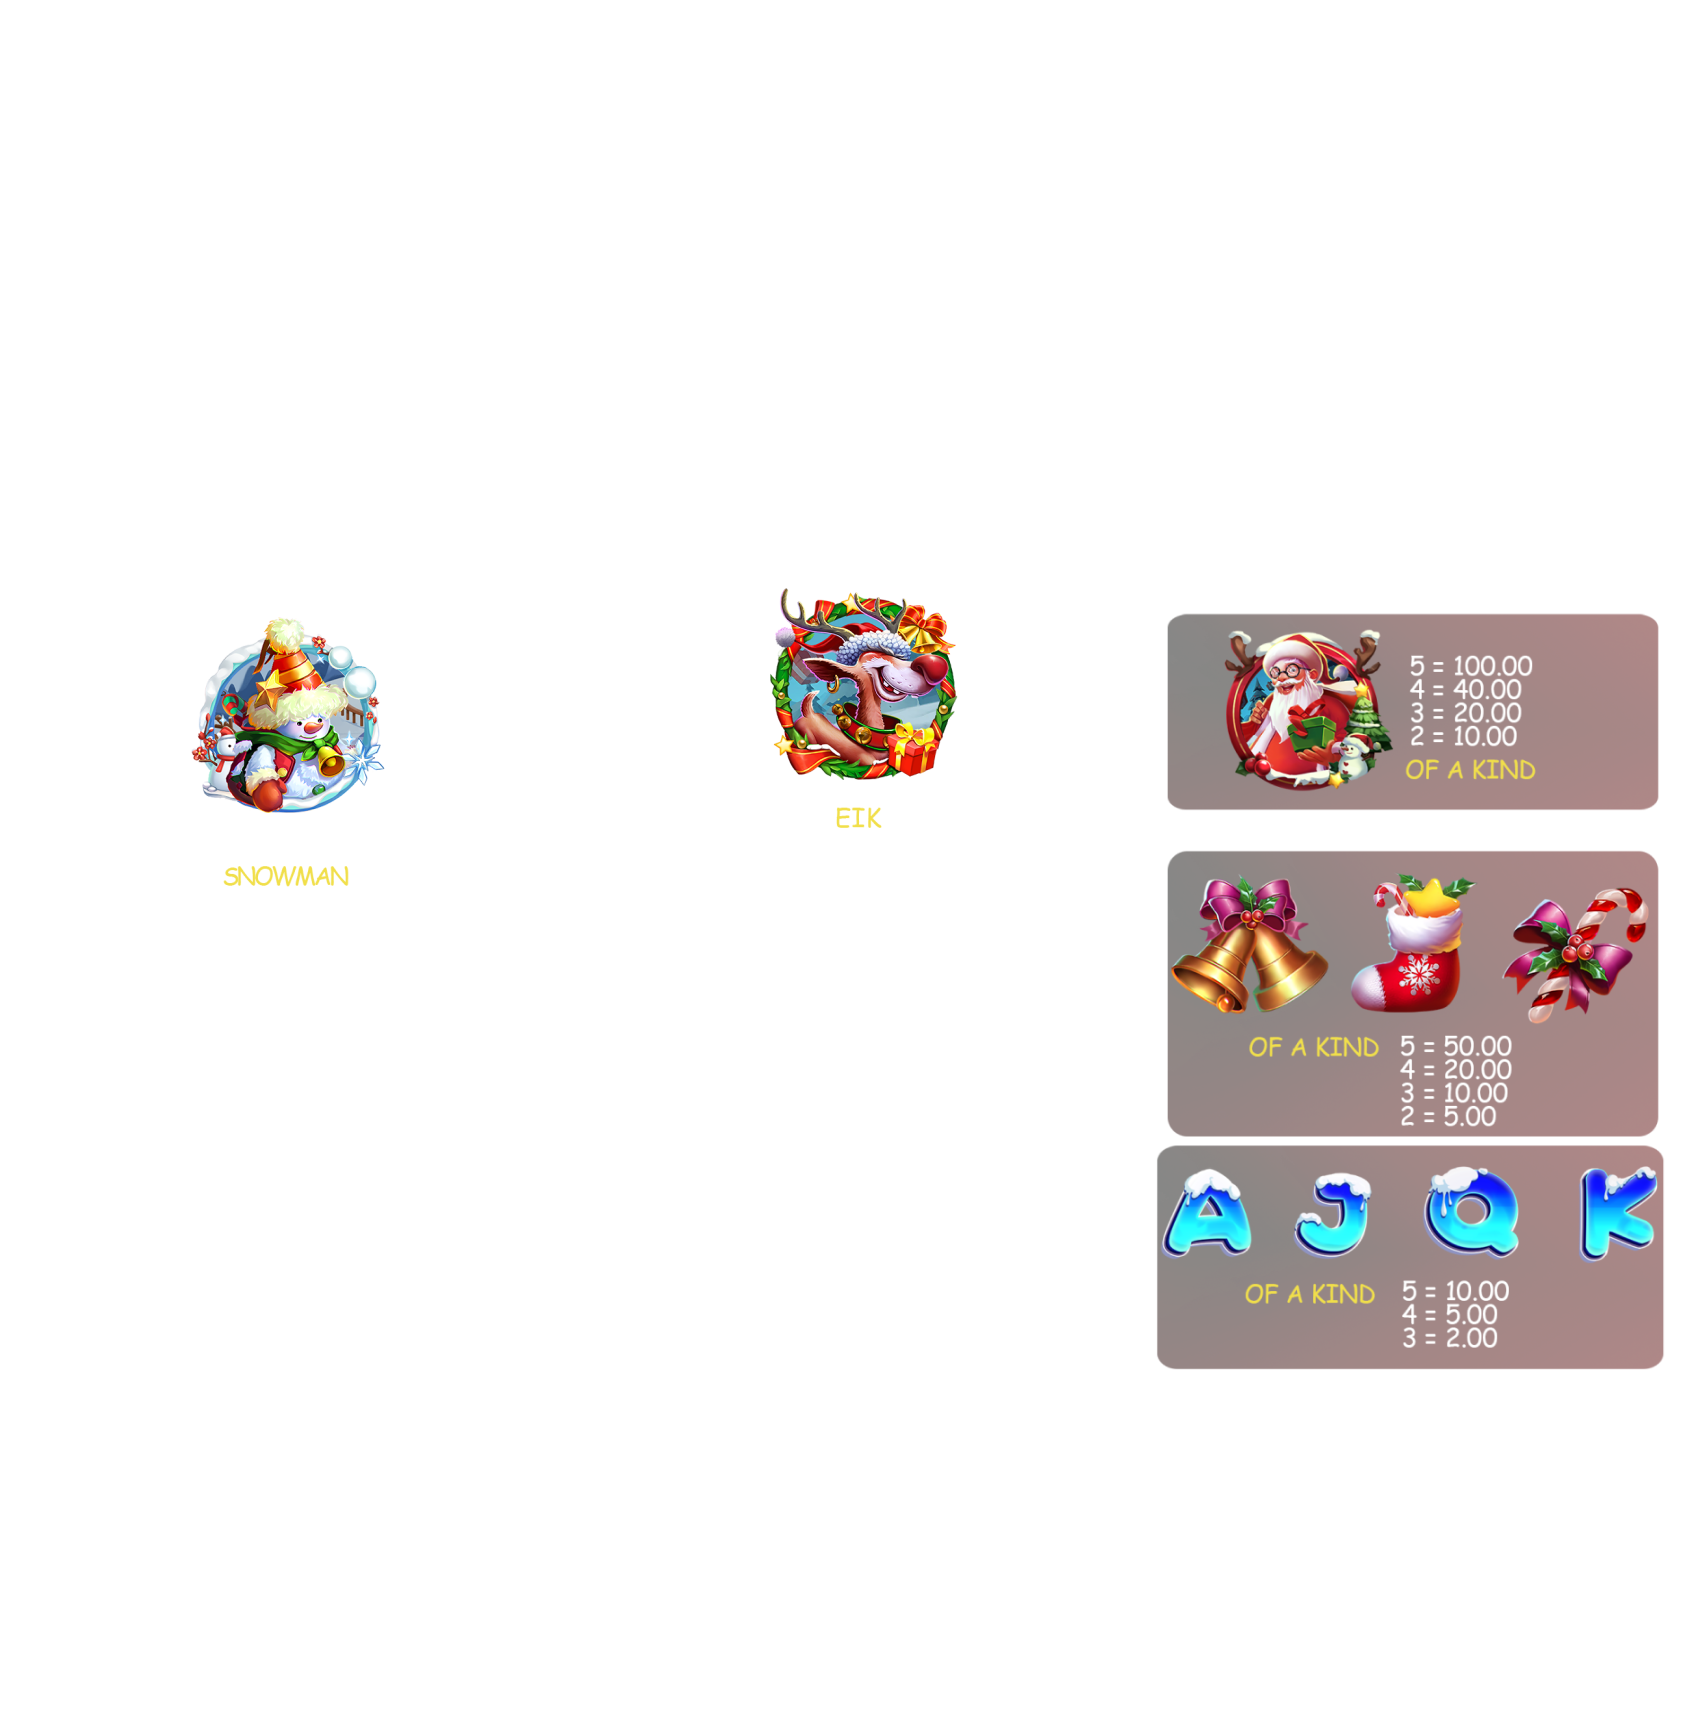 SNOWMAN
EIK
5 = 100.00
4 = 40.00
3 = 20.00
2 = 10.00
OF A KIND
OF A KIND
5 = 50.00
4 = 20.00
3 = 10.00
2 = 5.00
A J Q K
OF A KIND
5 = 10.00
4 = 5.00
3 = 2.00